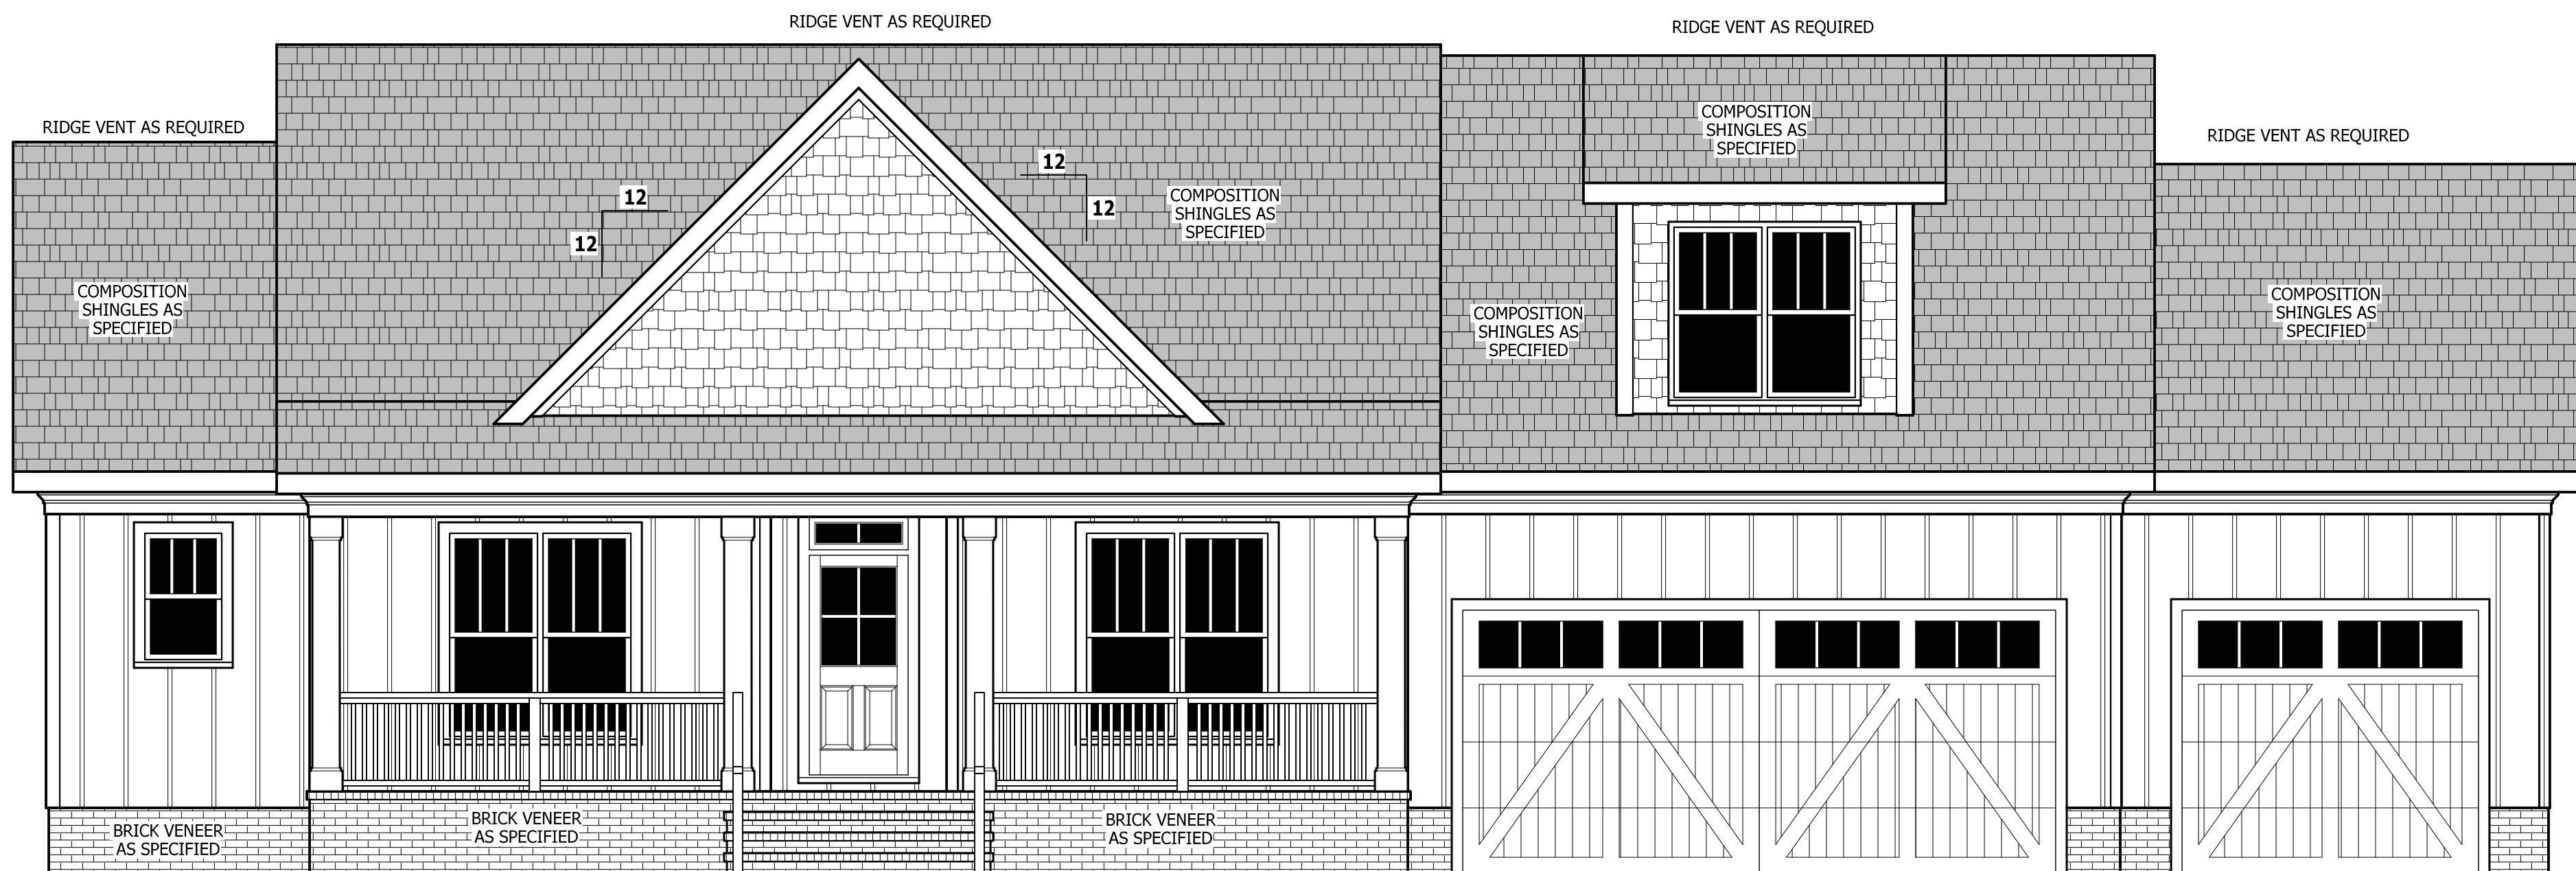 RIDGE VENT AS REQUIRED
RIDGE VENT AS REQUIRED
RIDGE VENT AS REQUIRED
RIDGE VENT AS REQUIRED
COMPOSITION
SHINGLES AS
SPECIFIED
12
12
12
12
COMPOSITION
SHINGLES AS
SPECIFIED
COMPOSITION
SHINGLES AS
SPECIFIED
COMPOSITION
SHINGLES AS
SPECIFIED
COMPOSITION
SHINGLES AS
SPECIFIED
BRICK VENEER
AS SPECIFIED
BRICK VENEER
AS SPECIFIED
BRICK VENEER
AS SPECIFIED